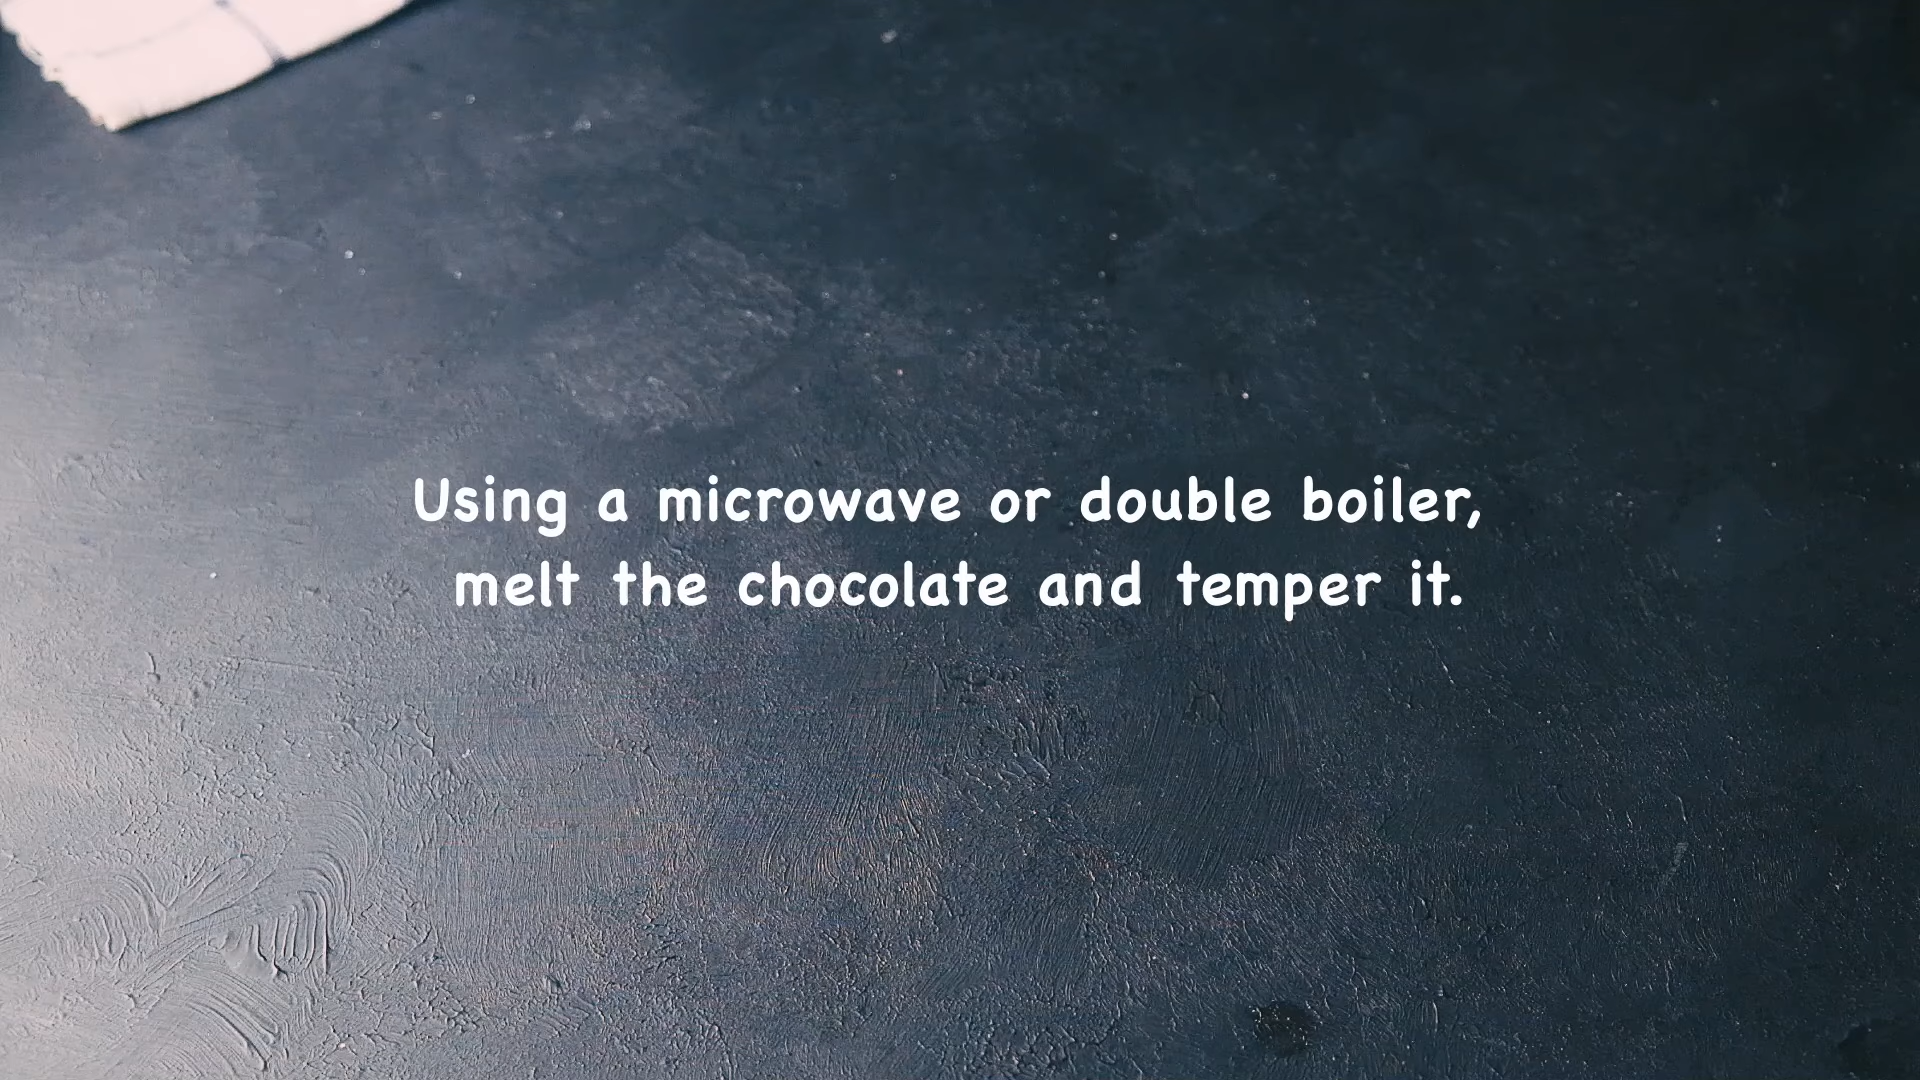 Using a microwave or double boiler,
melt the chocolate and temper it.